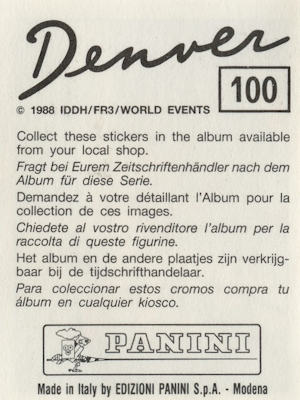 Denver
100
© 1988 IDDH/FR3/WORLD EVENTS
Collect these stickers in the album available
from your local shop.
Fragt bei Eurem Zeitschriftenhändler nach dem
Album für diese Serie.
Demandez à votre détaillant l'Album pour la
collection de ces images.
Chiedete al vostro rivenditore l'album per la
raccolta di queste figurine.
Het album en de andere plaatjes zijn verkrijg-
baar bij de tijdschrifthandelaar.
Para coleccionar estos cromos compra tu
álbum en cualquier kiosco.
PANINI
Made in Italy by EDIZIONI PANINI S.p.A. - Modena